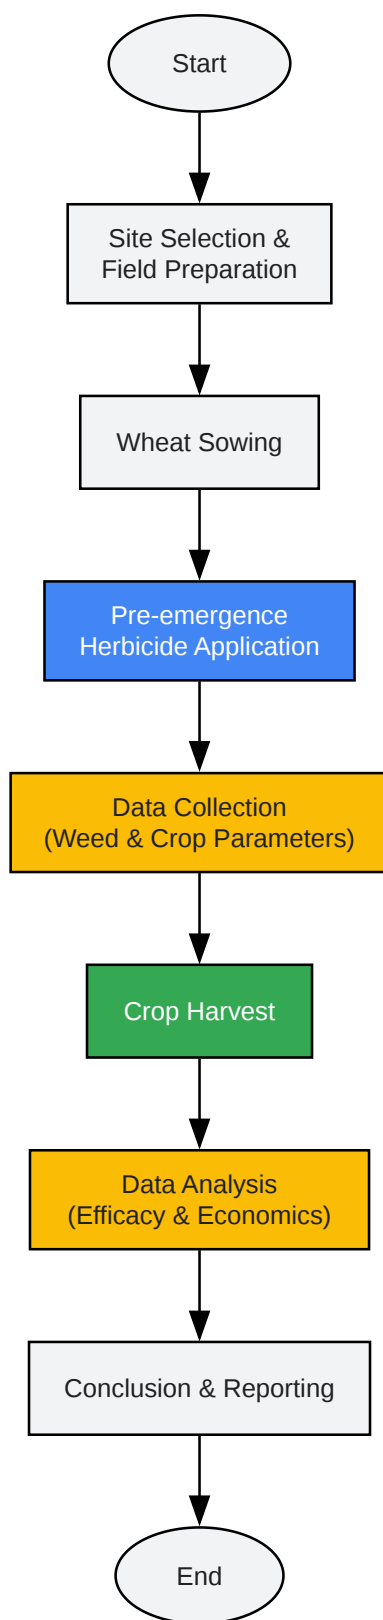 Start
Site Selection &
Field Preparation
Wheat Sowing
Pre-emergence
Herbicide Application
Data Collection
(Weed & Crop Parameters)
Crop Harvest
Data Analysis
(Efficacy & Economics)
Conclusion & Reporting
End